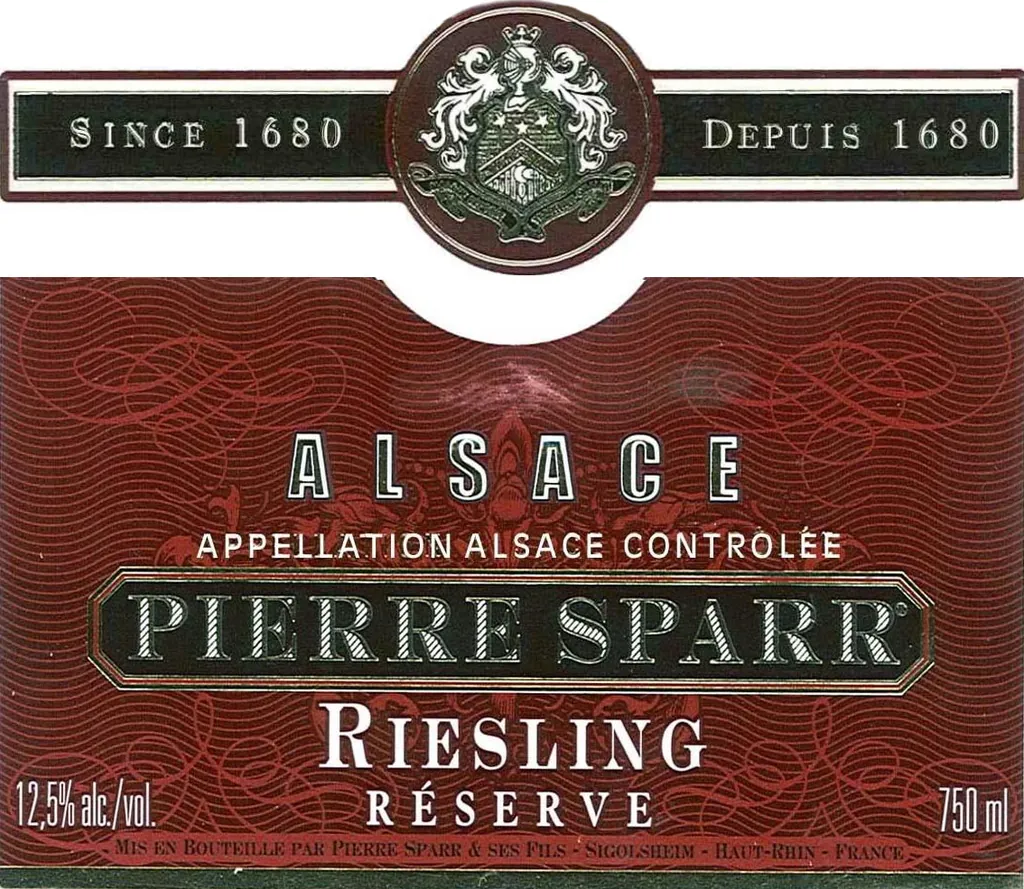 SINCE 1680
DEPUIS 1680
ALSACE
APPELLATION ALSACE CONTRÔLÉE
PIERRE SPARR
RIESLING
RÉSERVE
12,5% alc./vol.
750 ml
MIS EN BOUTEILLE PAR PIERRE SPARR & SES FILS - SIGOLSHEIM - HAUT-RHIN - FRANCE